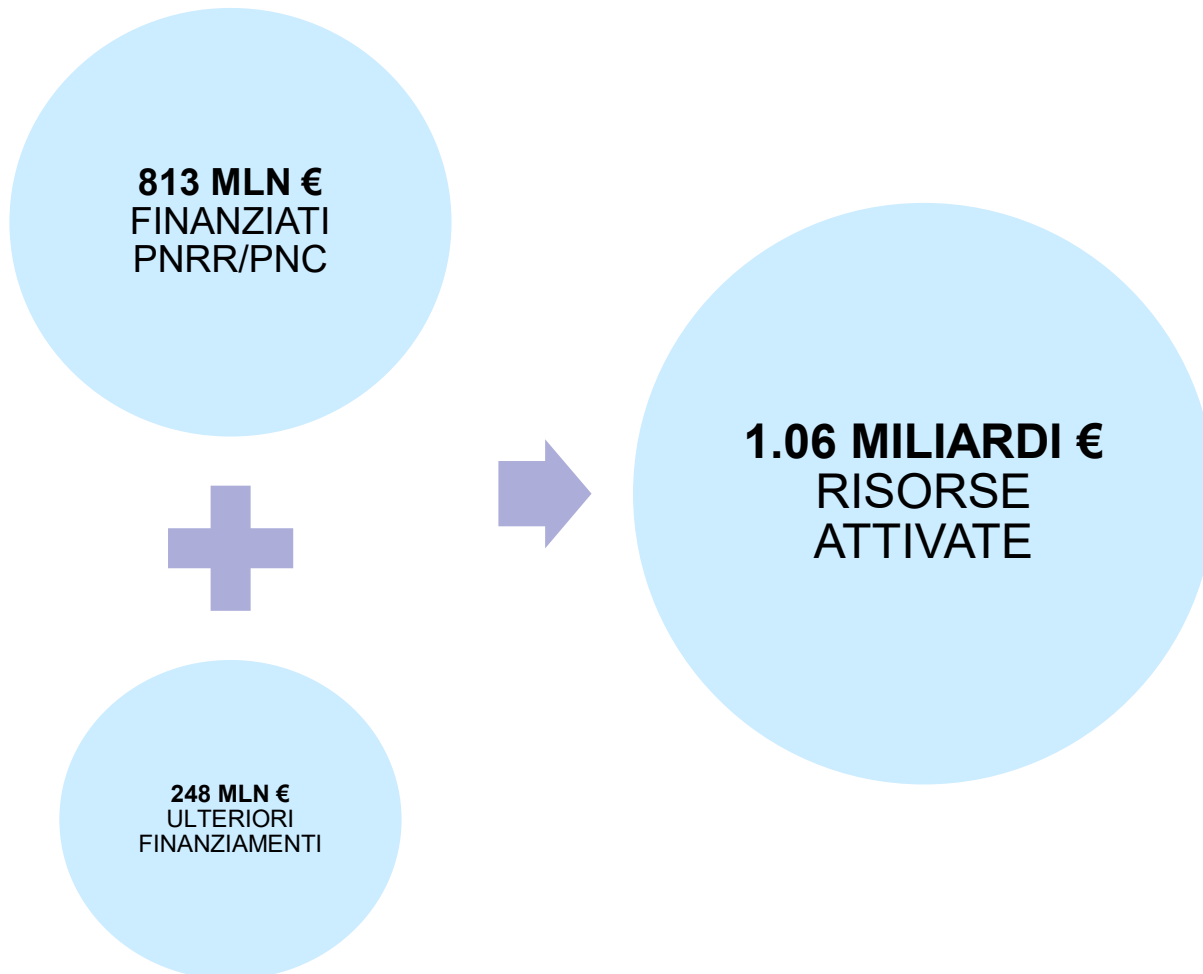 813 MLN €
FINANZIATI
PNRR/PNC
248 MLN €
ULTERIORI
FINANZIAMENTI
1.06 MILIARDI €
RISORSE
ATTIVATE